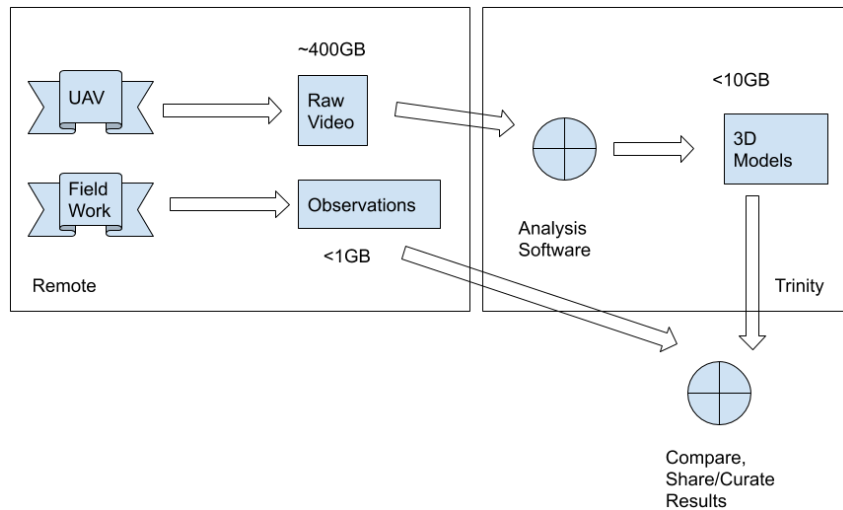 ~400GB
UAV
Raw
Video
Field
Work
Observations
<1GB
Remote
<10GB
3D
Models
Analysis
Software
Trinity
Compare,
Share/Curate
Results